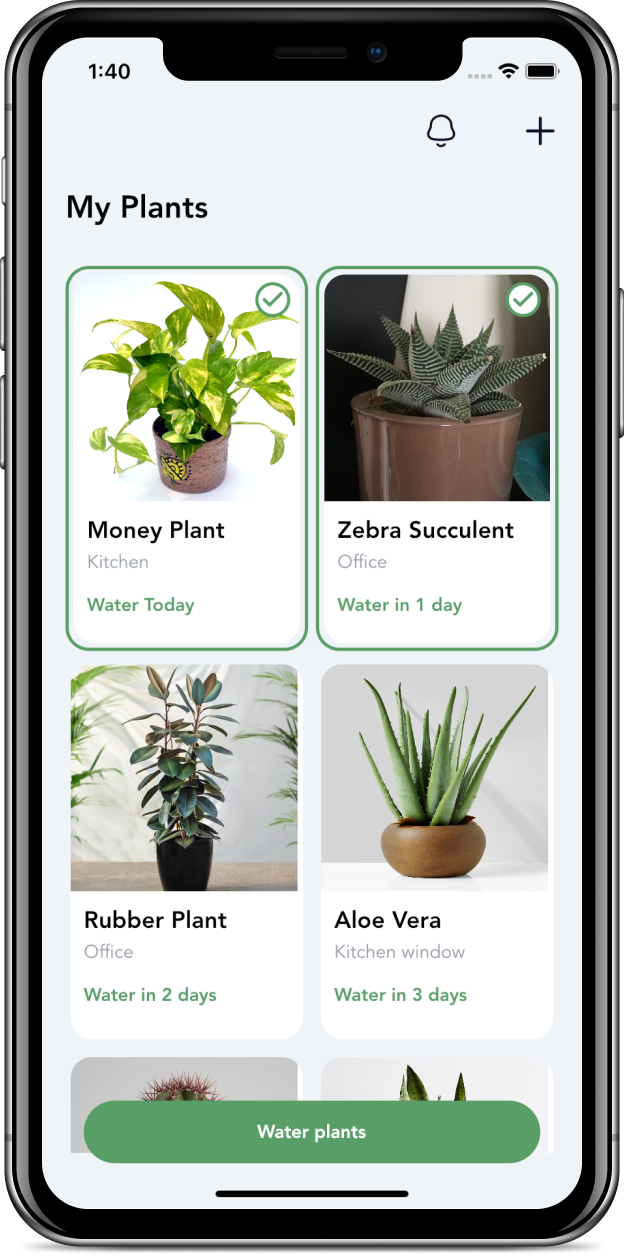 1:40
My Plants
Money Plant
Kitchen
Water Today
Zebra Succulent
Office
Water in 1 day
Rubber Plant
Office
Water in 2 days
Aloe Vera
Kitchen window
Water in 3 days
Water plants